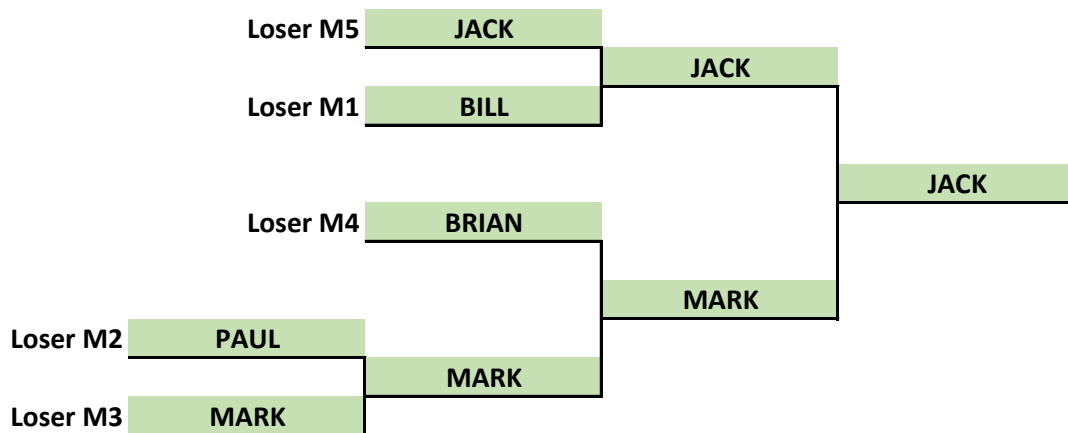 Loser M5 JACK
JACK
Loser M1 BILL
JACK
Loser M4 BRIAN
MARK
Loser M2 PAUL
MARK
Loser M3 MARK